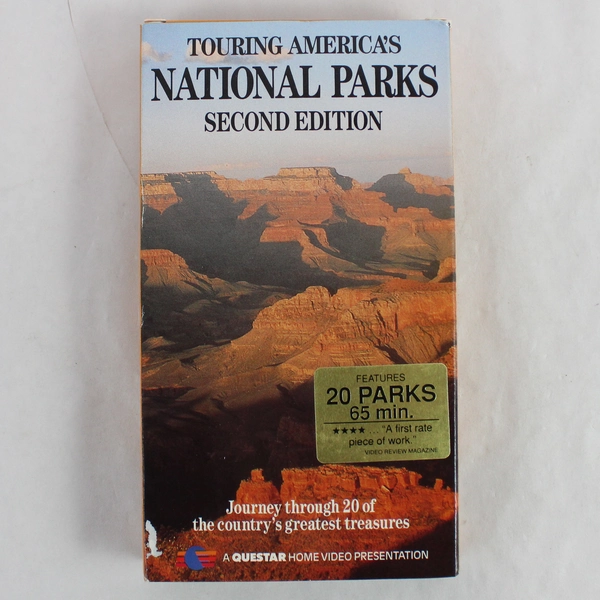 TOURING AMERICA'S
NATIONAL PARKS
SECOND EDITION
FEATURES
20 PARKS
65 min.
★★★★ ... "A first rate
piece of work."
VIDEO REVIEW MAGAZINE
Journey through 20 of
the country's greatest treasures
A QUESTAR HOME VIDEO PRESENTATION